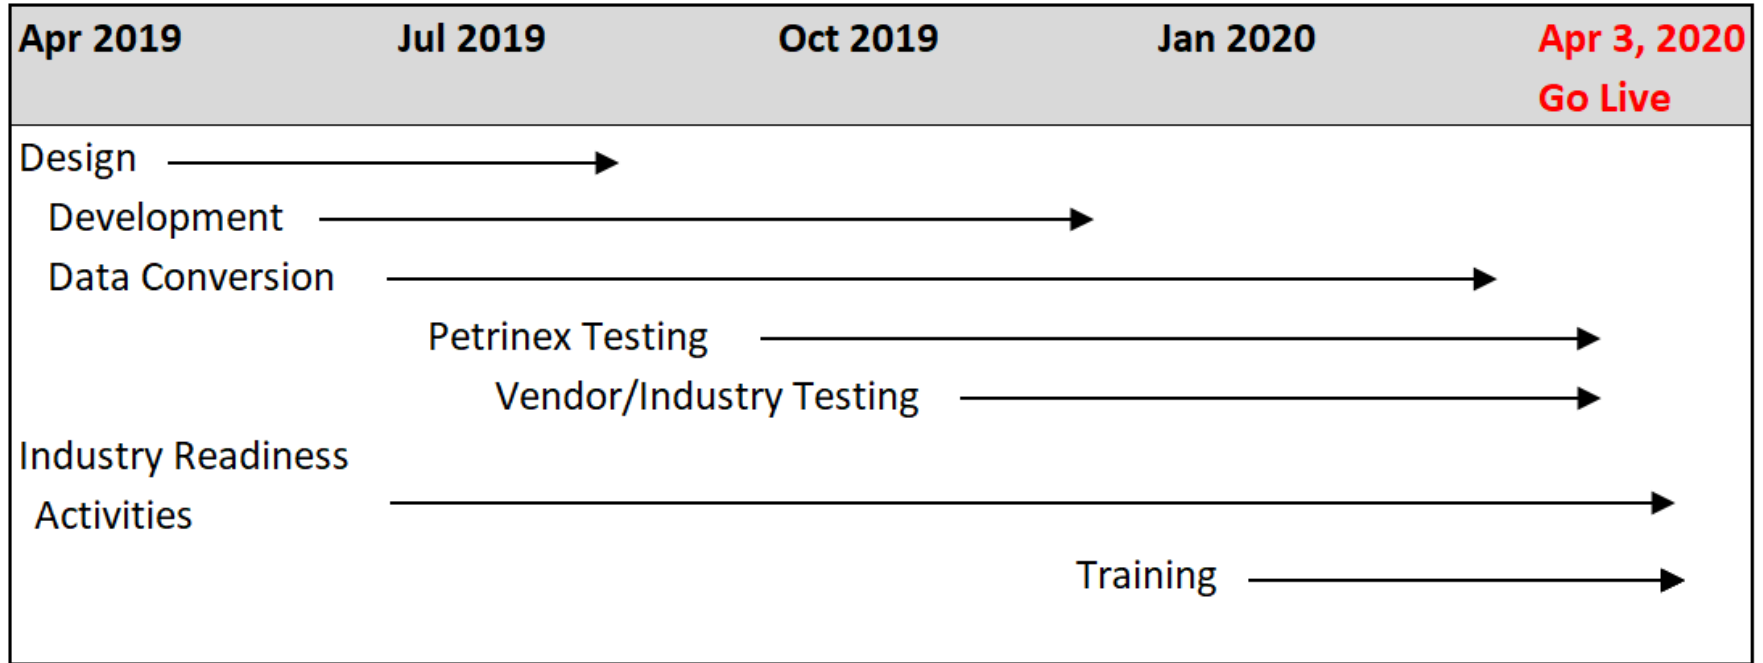 Apr 2019 Jul 2019 Oct 2019 Jan 2020 Apr 3, 2020
Go Live
Design
Development
Data Conversion
Petrinex Testing
Vendor/Industry Testing
Industry Readiness
Activities
Training